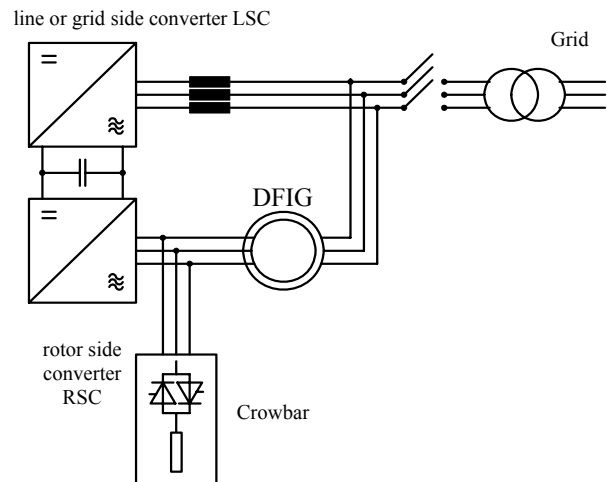 line or grid side converter LSC
Grid
DFIG
rotor side
converter
RSC
Crowbar